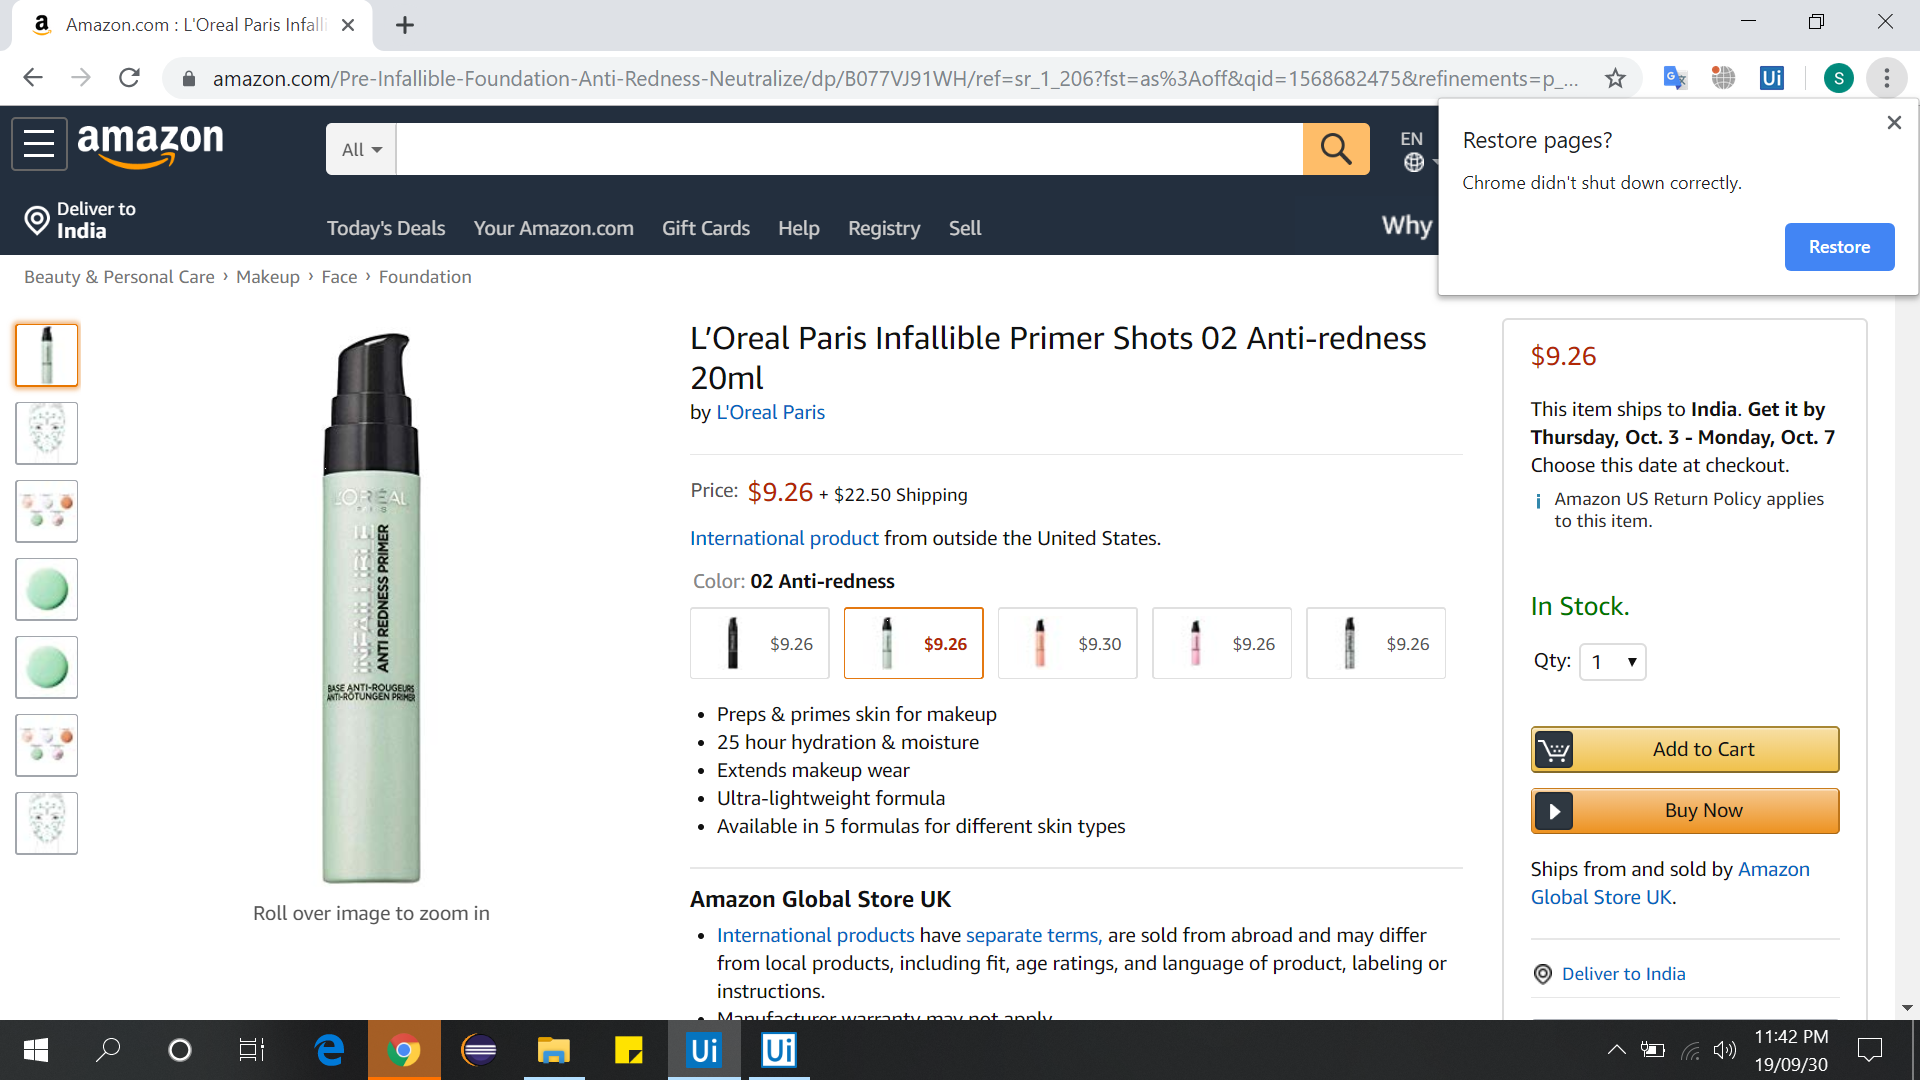 Amazon.com : L'Oreal Paris Infalli
amazon.com/Pre-Infallible-Foundation-Anti-Redness-Neutralize/dp/B077VJ91WH/ref=sr_1_206?fst=as%3Aoff&qid=1568682475&refinements=p_...
S
Restore pages?
Chrome didn't shut down correctly.
Restore
amazon
All
EN
Deliver to
India
Today's Deals
Your Amazon.com
Gift Cards
Help
Registry
Sell
Why
Beauty & Personal Care › Makeup › Face › Foundation
L'ORÉAL
PARIS
INFAILLIBLE
ANTI REDNESS PRIMER
BASE ANTI-ROUGEURS
ANTI-RÖTUNGEN PRIMER
Roll over image to zoom in
L’Oreal Paris Infallible Primer Shots 02 Anti-redness
20ml
by L'Oreal Paris
Price: $9.26 + $22.50 Shipping
International product from outside the United States.
Color: 02 Anti-redness
$9.26
$9.26
$9.30
$9.26
$9.26
• Preps & primes skin for makeup
• 25 hour hydration & moisture
• Extends makeup wear
• Ultra-lightweight formula
• Available in 5 formulas for different skin types
Amazon Global Store UK
• International products have separate terms, are sold from abroad and may differ
from local products, including fit, age ratings, and language of product, labeling or
instructions.
• Manufacturer warranty may not apply
$9.26
This item ships to India. Get it by
Thursday, Oct. 3 - Monday, Oct. 7
Choose this date at checkout.
Amazon US Return Policy applies
to this item.
In Stock.
Qty: 1
Add to Cart
Buy Now
Ships from and sold by Amazon
Global Store UK.
Deliver to India
Ui
Ui
Ui
11:42 PM
19/09/30